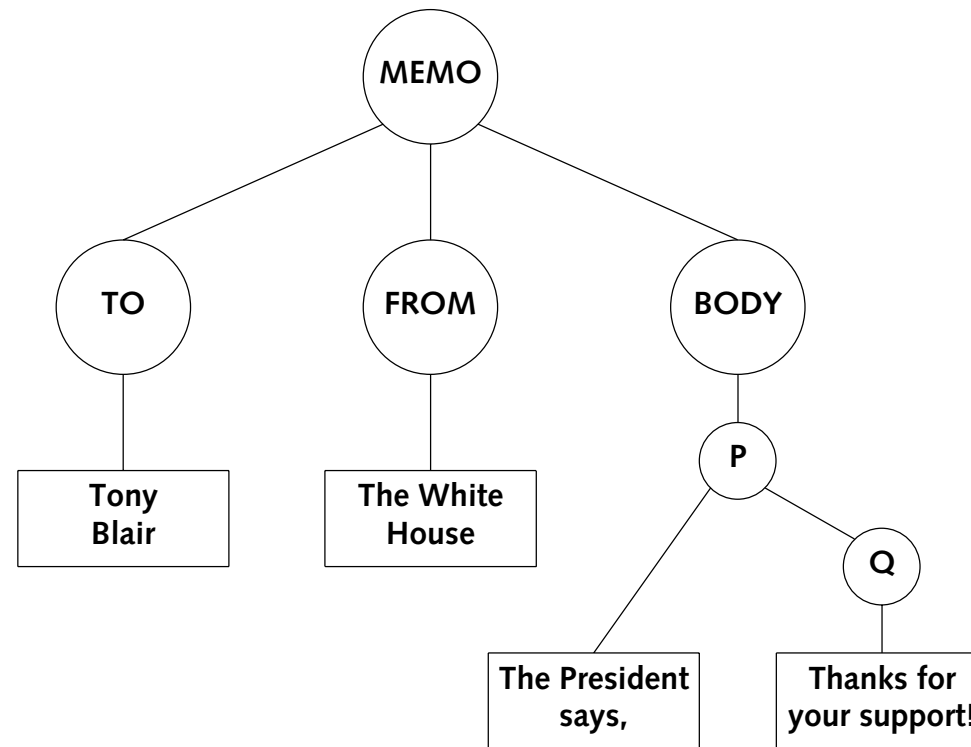 MEMO
TO
FROM
BODY
P
Tony
Blair
The White
House
Q
The President
says,
Thanks for
your support!